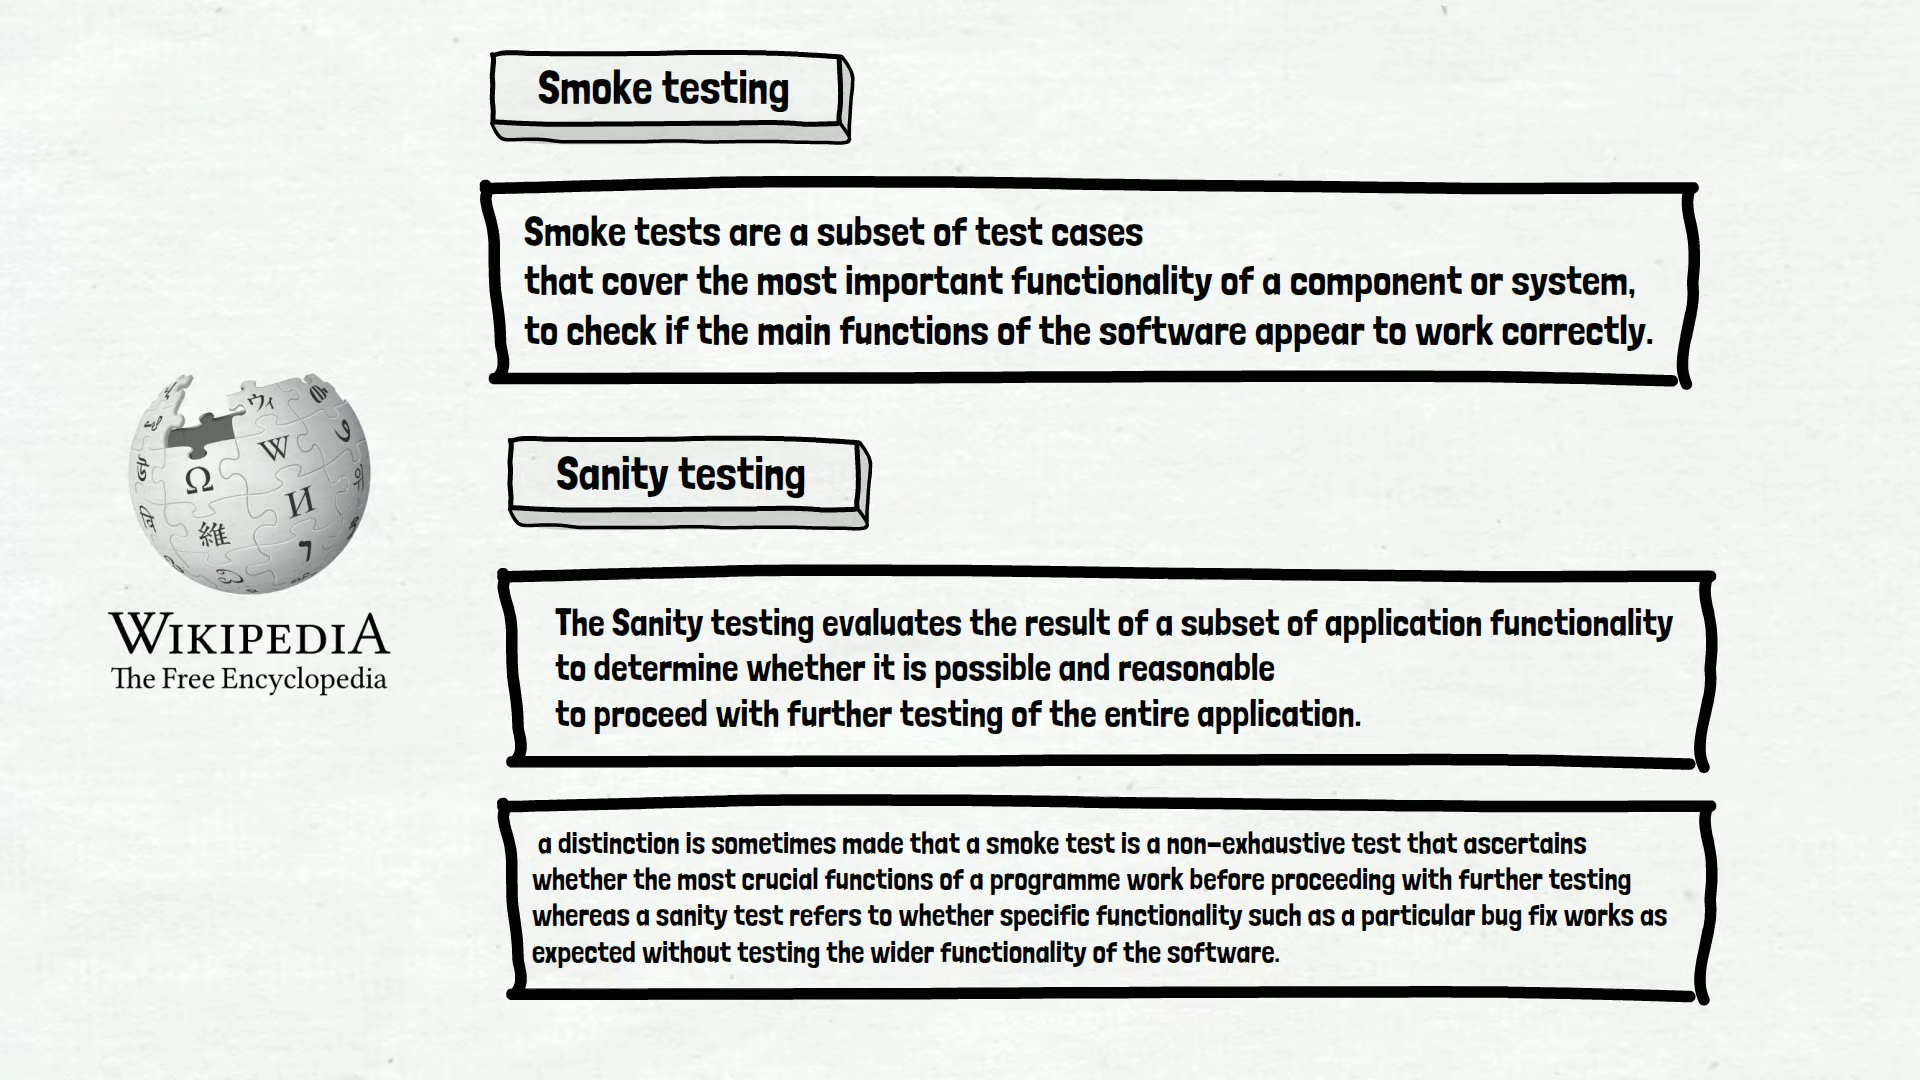 Smoke testing
Smoke tests are a subset of test cases
that cover the most important functionality of a component or system,
to check if the main functions of the software appear to work correctly.
Ω
W
И
維
ウィ
7
WIKIPEDIA
The Free Encyclopedia
Sanity testing
The Sanity testing evaluates the result of a subset of application functionality
to determine whether it is possible and reasonable
to proceed with further testing of the entire application.
a distinction is sometimes made that a smoke test is a non-exhaustive test that ascertains
whether the most crucial functions of a programme work before proceeding with further testing
whereas a sanity test refers to whether specific functionality such as a particular bug fix works as
expected without testing the wider functionality of the software.